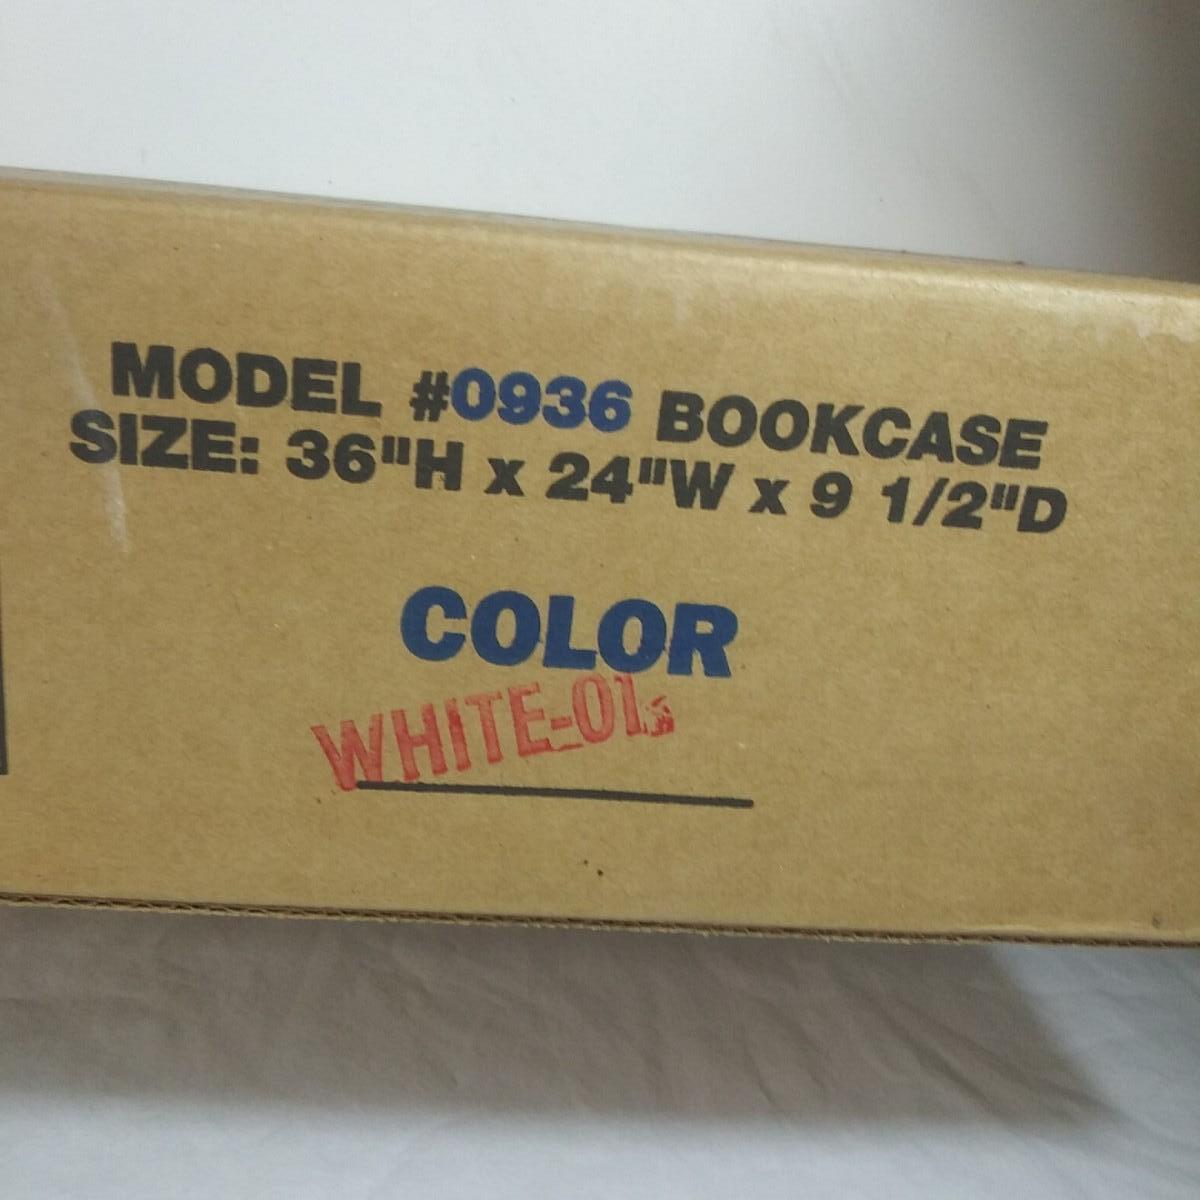 MODEL #0936 BOOKCASE
SIZE: 36"H x 24"W x 9 1/2"D
COLOR
WHITE-01